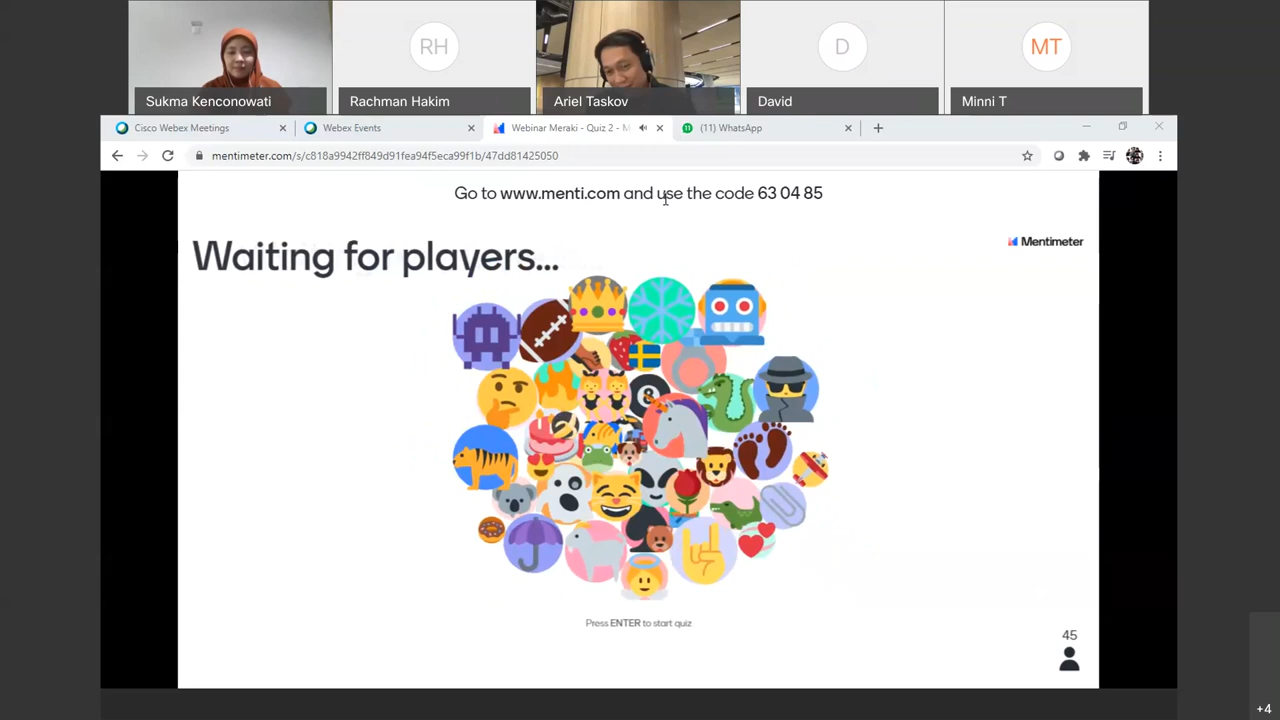 RH
D
MT
Sukma Kenconowati
Rachman Hakim
Ariel Taskov
David
Minni T
Cisco Webex Meetings
Webex Events
Webinar Meraki - Quiz 2 - M
(11) WhatsApp
mentimeter.com/s/c818a9942ff849d91fea94f5eca99f1b/47dd81425050
Go to www.menti.com and use the code 63 04 85
Mentimeter
Waiting for players...
8
Press ENTER to start quiz
45
+4